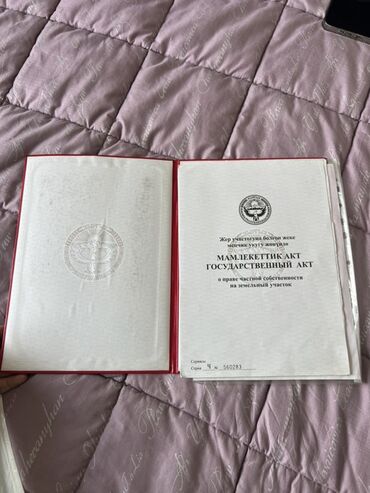 Жер участогуна болгон жеке
менчик укугу жөнүндө
МАМЛЕКЕТТИК АКТ
ГОСУДАРСТВЕННЫЙ АКТ
о праве частной собственности
на земельный участок
Сериясы
Серия Ч № 560283